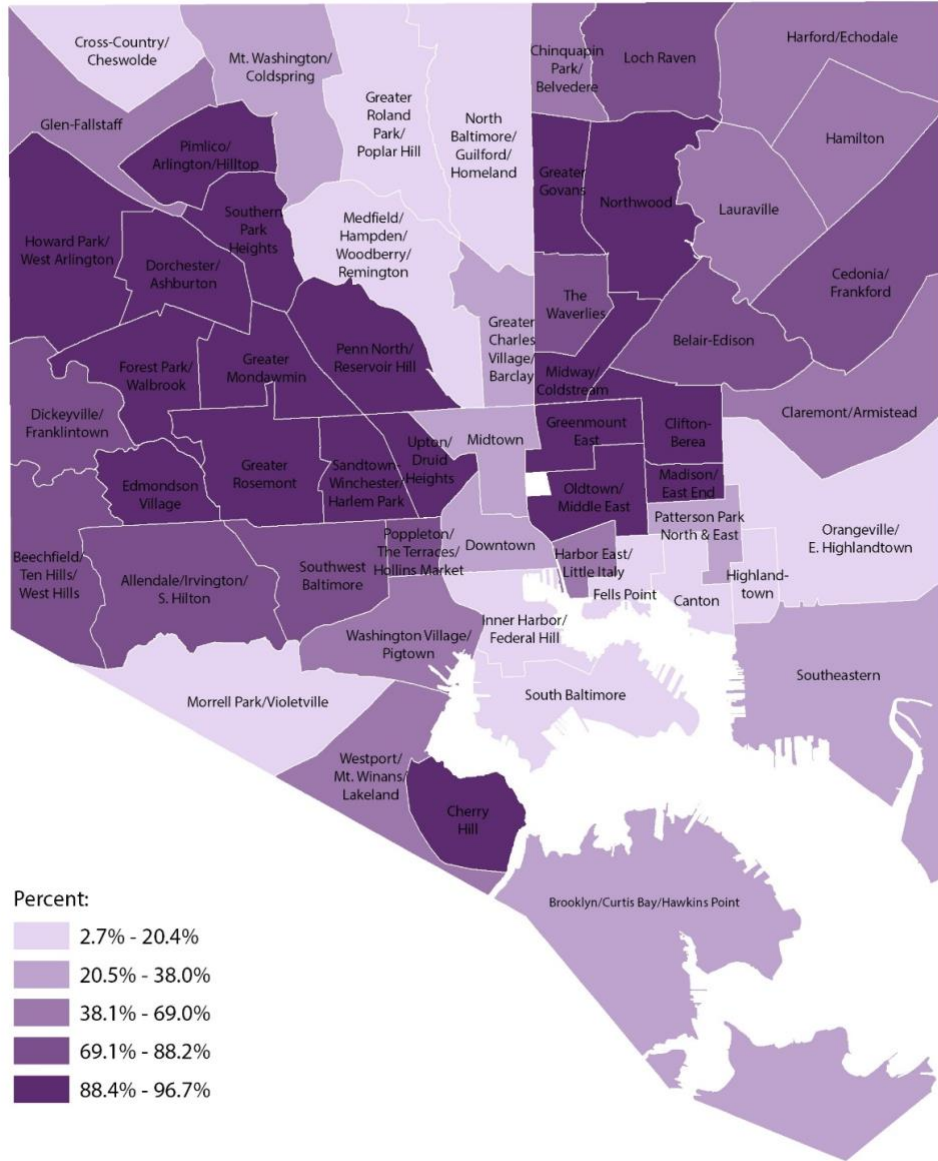 Cross-Country/
Cheswolde
Mt. Washington/
Coldspring
Greater
Roland
Park/
Poplar Hill
North
Baltimore/
Guilford/
Homeland
Chinquapin
Park/
Belvedere
Loch Raven
Harford/Echodale
Glen-Fallstaff
Hamilton
Pimlico/
Arlington/Hilltop
Greater
Govans
Northwood
Lauraville
Southern
Park
Heights
Medfield/
Hampden/
Woodberry/
Remington
Howard Park/
West Arlington
Dorchester/
Ashburton
Cedonia/
Frankford
The
Waverlies
Greater
Charles
Village/
Barclay
Belair-Edison
Forest Park/
Walbrook
Greater
Mondawmin
Penn North/
Reservoir Hill
Midway/
Coldstream
Dickeyville/
Franklintown
Claremont/Armistead
Greenmount
East
Clifton-
Berea
Midtown
Upton/
Druid
Heights
Edmondson
Village
Greater
Rosemont
Sandtown-
Winchester/
Harlem Park
Oldtown/
Middle East
Madison/
East End
Patterson Park
North & East
Orangeville/
E. Highlandtown
Beechfield/
Ten Hills/
West Hills
Allendale/Irvington/
S. Hilton
Southwest
Baltimore
Poppleton/
The Terraces/
Hollins Market
Downtown
Harbor East/
Little Italy
Fells Point
Canton
Highland-
town
Inner Harbor/
Federal Hill
Washington Village/
Pigtown
Southeastern
Morrell Park/Violetville
South Baltimore
Westport/
Mt. Winans/
Lakeland
Cherry
Hill
Brooklyn/Curtis Bay/Hawkins Point
Percent:
2.7% - 20.4%
20.5% - 38.0%
38.1% - 69.0%
69.1% - 88.2%
88.4% - 96.7%